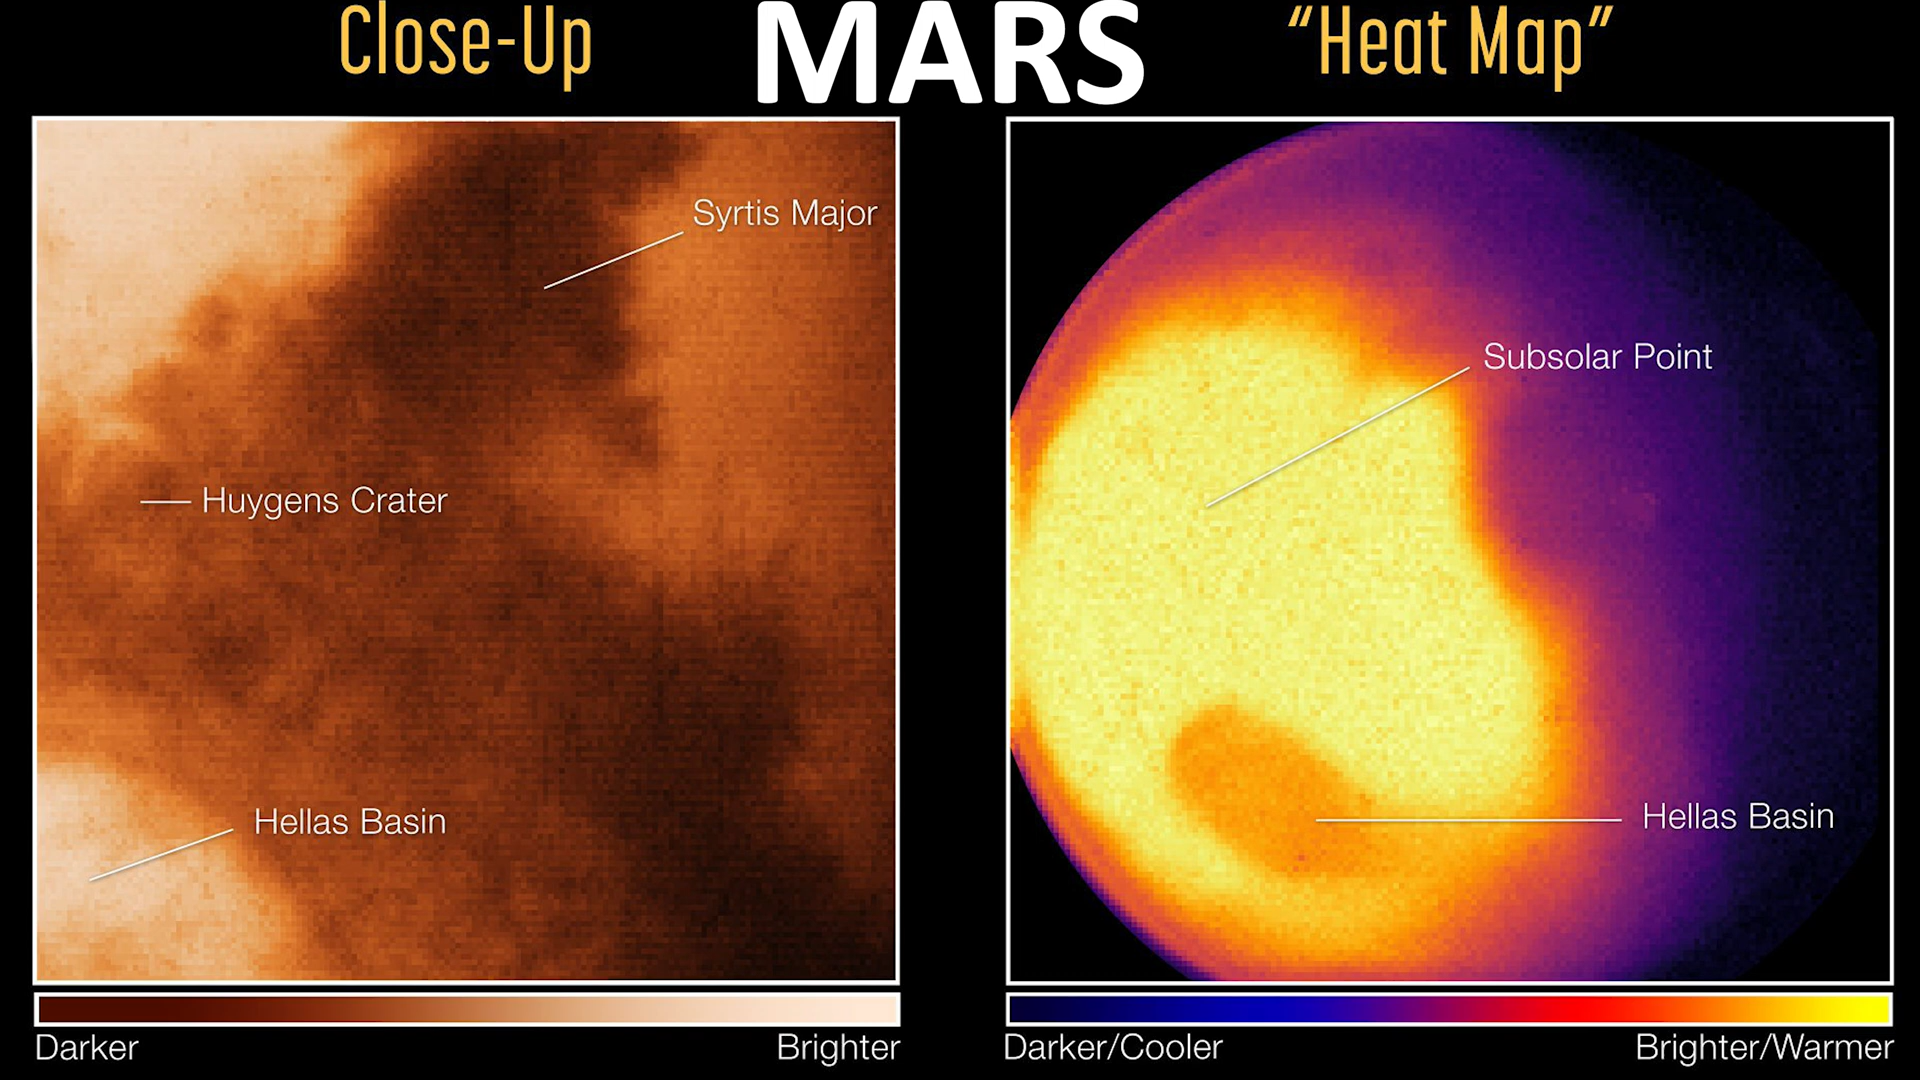 Close-Up
MARS
“Heat Map”
Syrtis Major
Huygens Crater
Hellas Basin
Darker
Brighter
Subsolar Point
Hellas Basin
Darker/Cooler
Brighter/Warmer